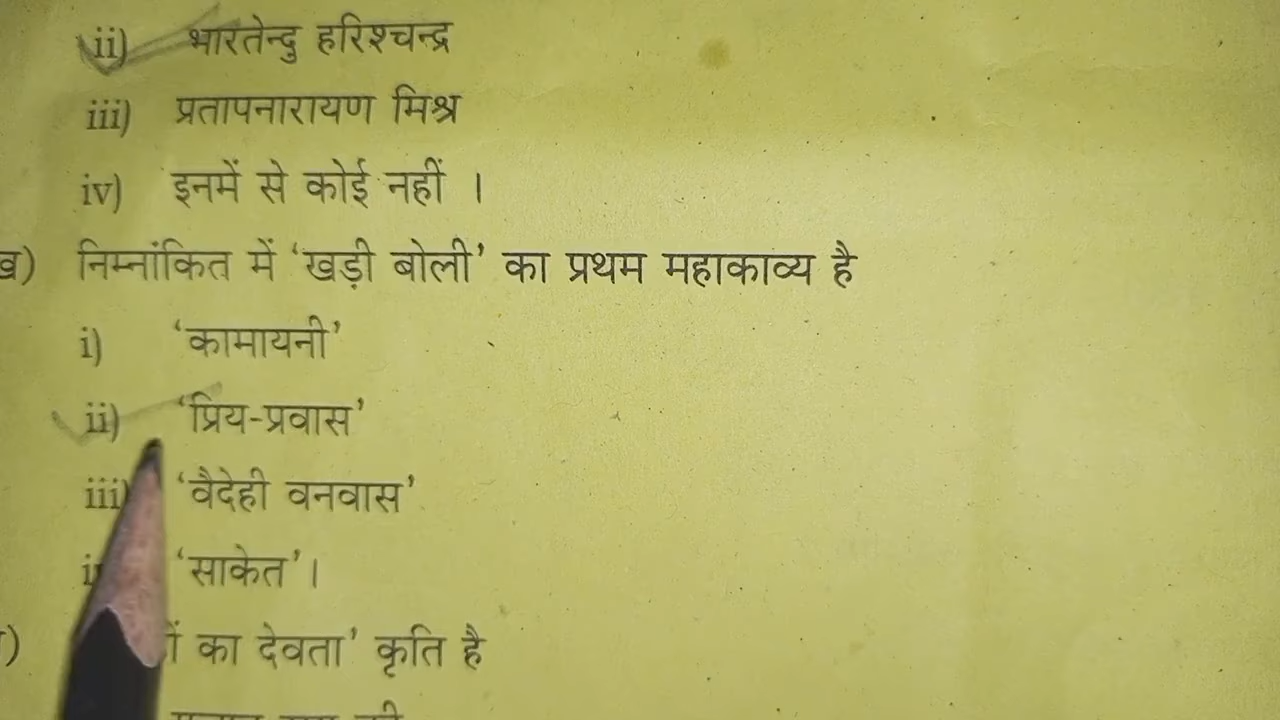 ii) भारतेन्दु हरिश्चन्द्र
iii) प्रतापनारायण मिश्र
iv) इनमें से कोई नहीं ।
ख) निम्नांकित में ‘खड़ी बोली’ का प्रथम महाकाव्य है
i) ‘कामायनी’
ii) ‘प्रिय-प्रवास’
iii) ‘वैदेही वनवास’
‘साकेत’।
का देवता’ कृति है